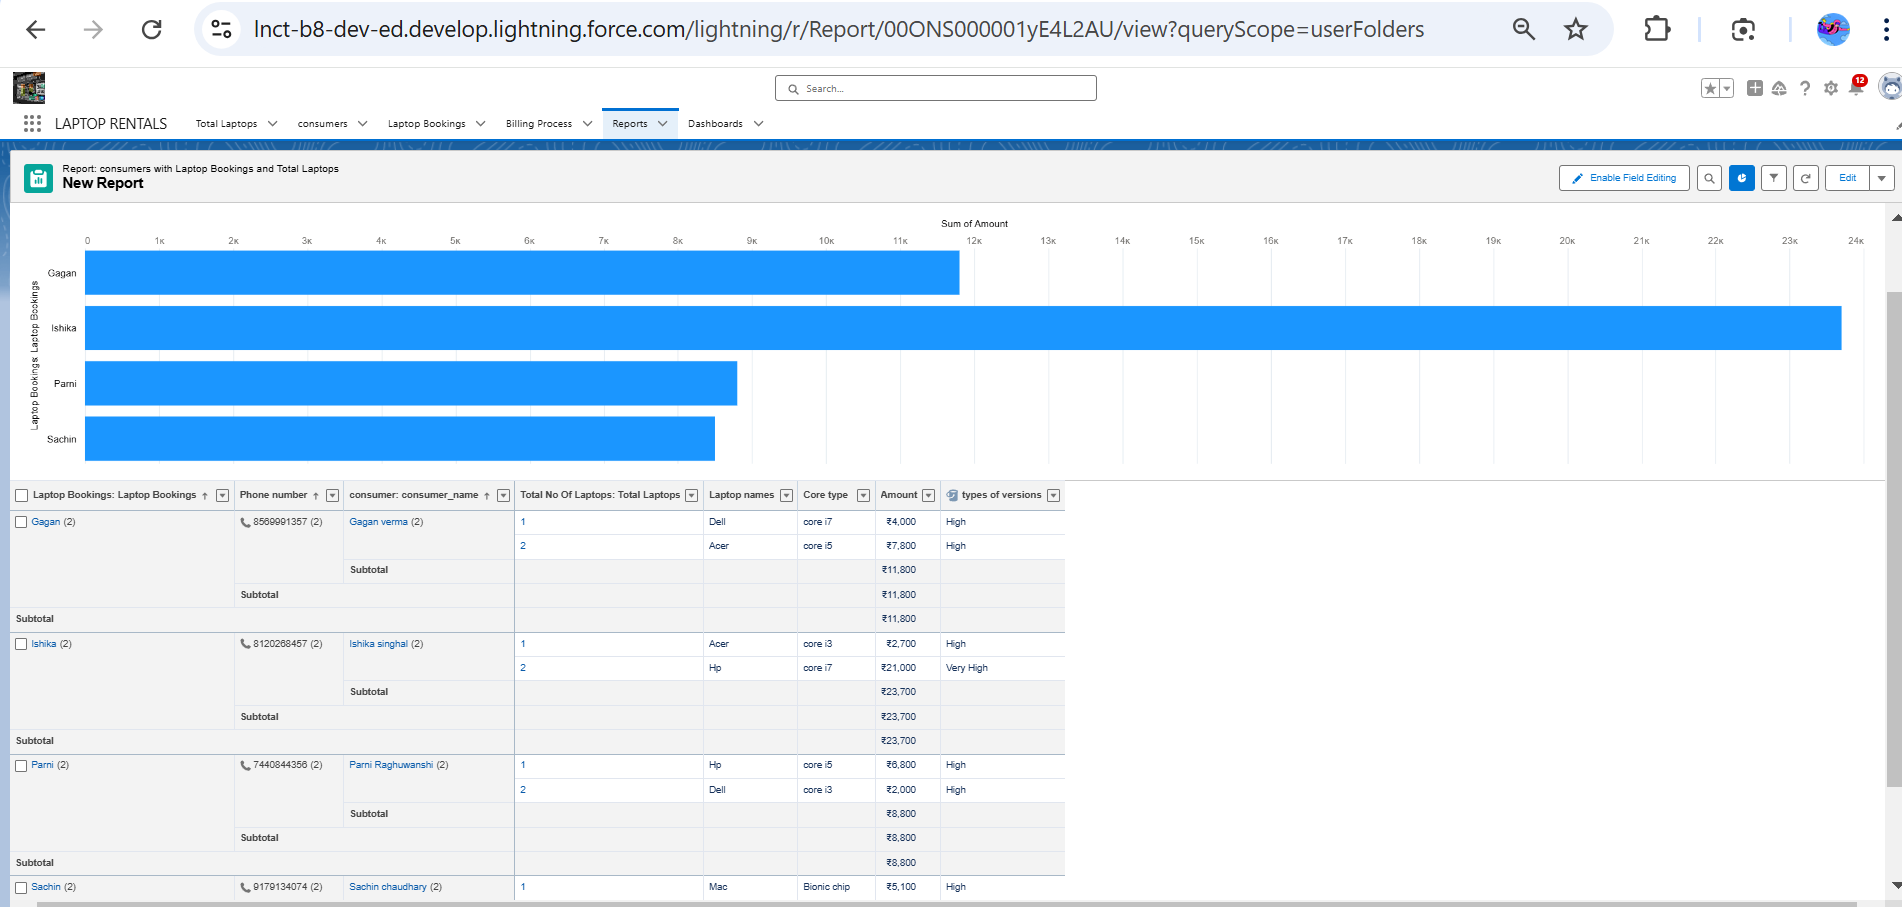 lnct-b8-dev-ed.develop.lightning.force.com/lightning/r/Report/00ONS000001yE4L2AU/view?queryScope=userFolders
Search...
12
LAPTOP RENTALS Total Laptops consumers Laptop Bookings Billing Process Reports Dashboards
Report: consumers with Laptop Bookings and Total Laptops
New Report
Enable Field Editing Edit
Sum of Amount
0 1K 2K 3K 4K 5K 6K 7K 8K 9K 10K 11K 12K 13K 14K 15K 16K 17K 18K 19K 20K 21K 22K 23K 24K
Laptop Bookings: Laptop Bookings
Gagan
Ishika
Parni
Sachin
Laptop Bookings: Laptop Bookings ↑ Phone number ↑ consumer: consumer_name ↑ Total No Of Laptops: Total Laptops Laptop names Core type Amount types of versions
Gagan (2) 8569991357 (2) Gagan verma (2) 1 Dell core i7 ₹4,000 High
2 Acer core i5 ₹7,800 High
Subtotal ₹11,800
Subtotal ₹11,800
Subtotal ₹11,800
Ishika (2) 8120268457 (2) Ishika singhal (2) 1 Acer core i3 ₹2,700 High
2 Hp core i7 ₹21,000 Very High
Subtotal ₹23,700
Subtotal ₹23,700
Subtotal ₹23,700
Parni (2) 7440844356 (2) Parni Raghuwanshi (2) 1 Hp core i5 ₹6,800 High
2 Dell core i3 ₹2,000 High
Subtotal ₹8,800
Subtotal ₹8,800
Subtotal ₹8,800
Sachin (2) 9179134074 (2) Sachin chaudhary (2) 1 Mac Bionic chip ₹5,100 High